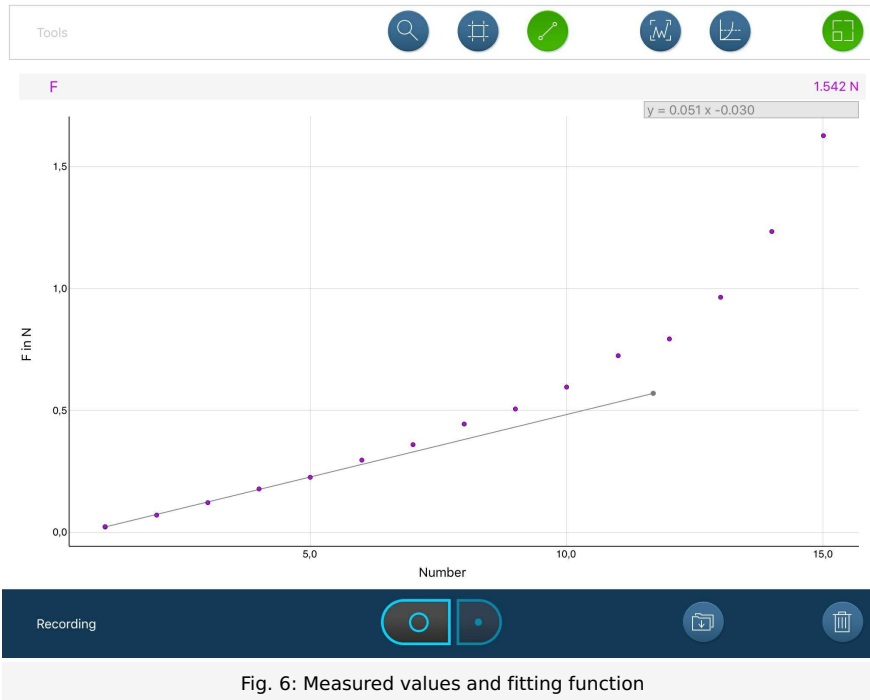 Tools
F
1.542 N
y = 0.051 x -0.030
1,5
1,0
F in N
0,5
0,0
5,0
10,0
15,0
Number
Recording
Fig. 6: Measured values and fitting function